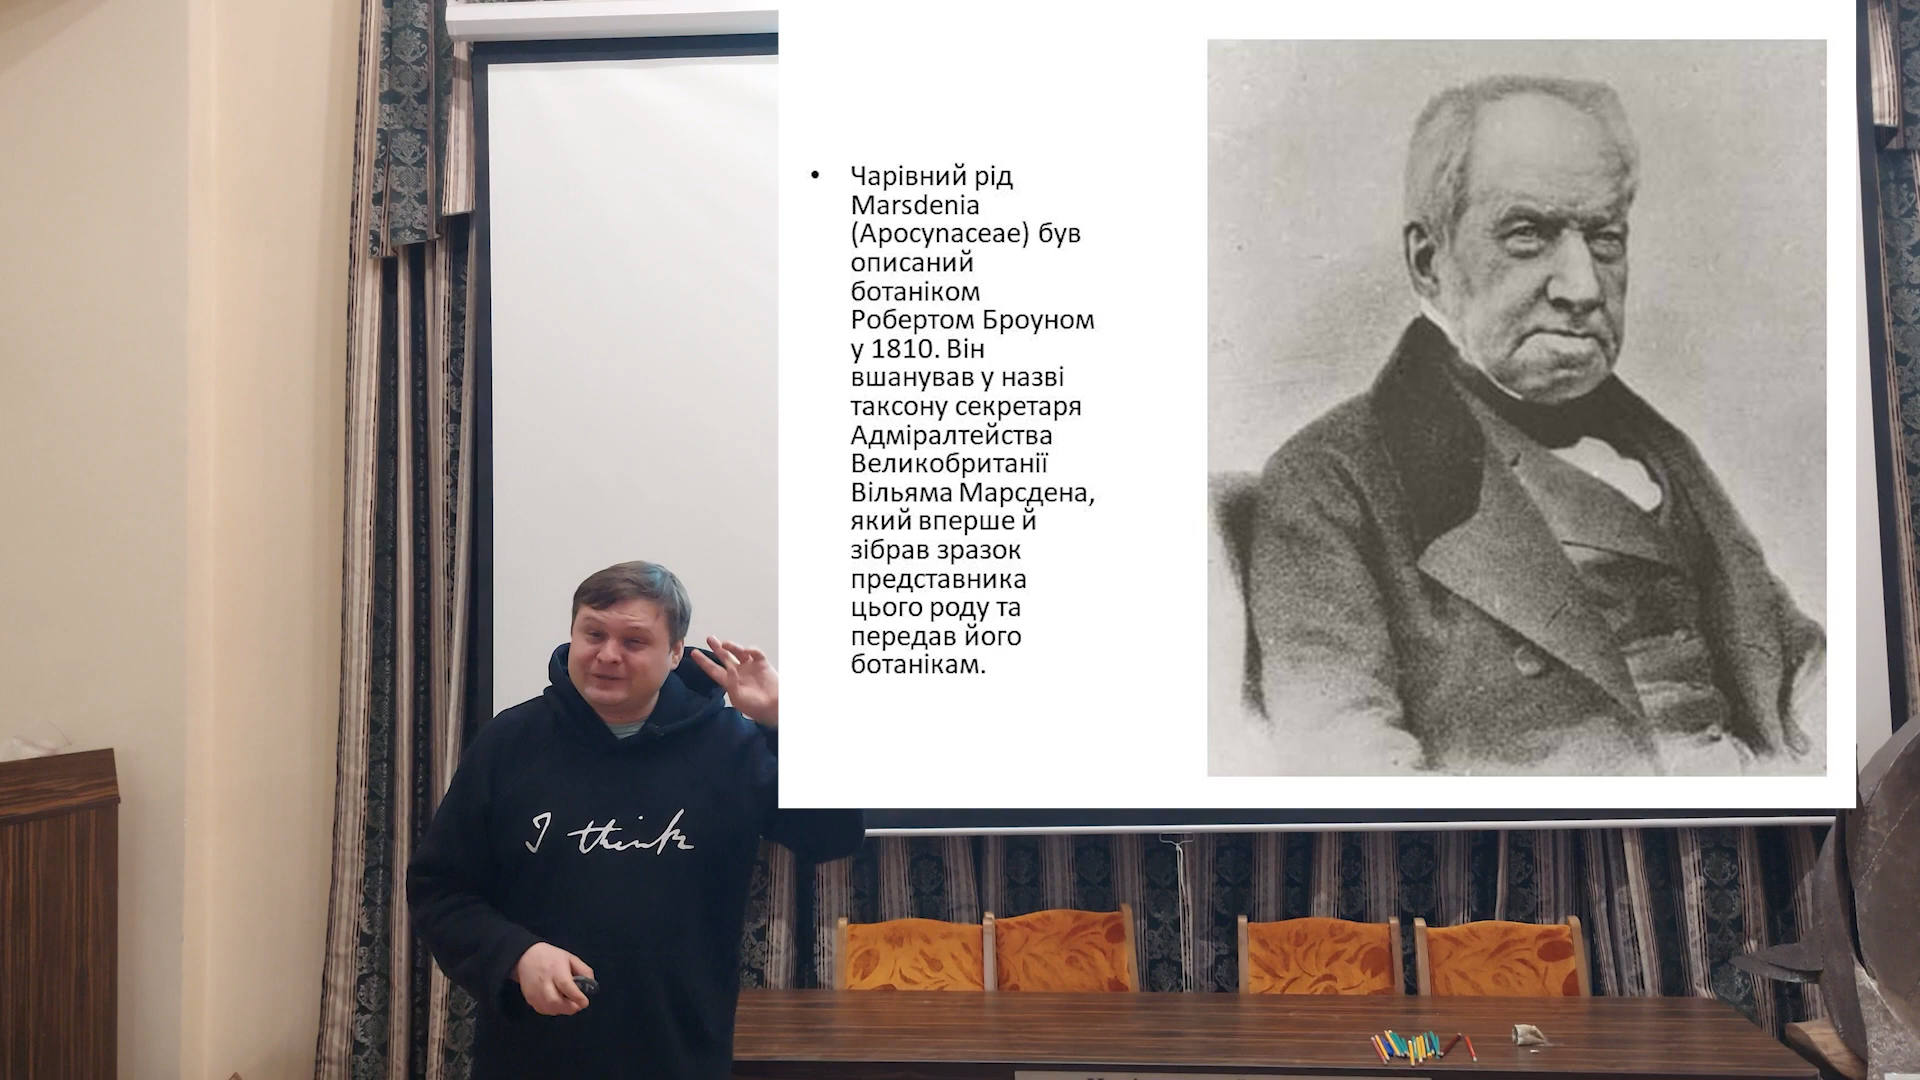 • Чарівний рід
Marsdenia
(Apocynaceae) був
описаний
ботаніком
Робертом Броуном
у 1810. Він
вшанував у назві
таксону секретаря
Адміралтейства
Великобританії
Вільяма Марсдена,
який вперше й
зібрав зразок
представника
цього роду та
передав його
ботанікам.
I think